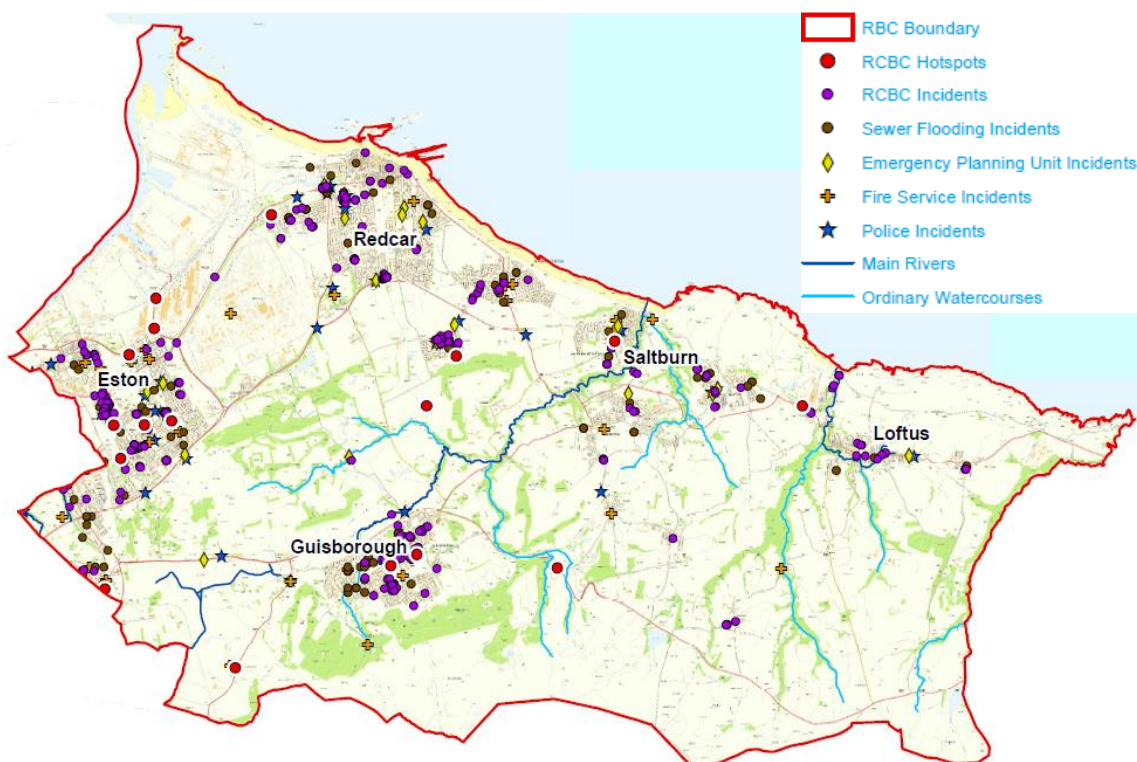 RBC Boundary
RCBC Hotspots
RCBC Incidents
Sewer Flooding Incidents
Emergency Planning Unit Incidents
Fire Service Incidents
Police Incidents
Main Rivers
Ordinary Watercourses
Redcar
Saltburn
Eston
Loftus
Guisborough